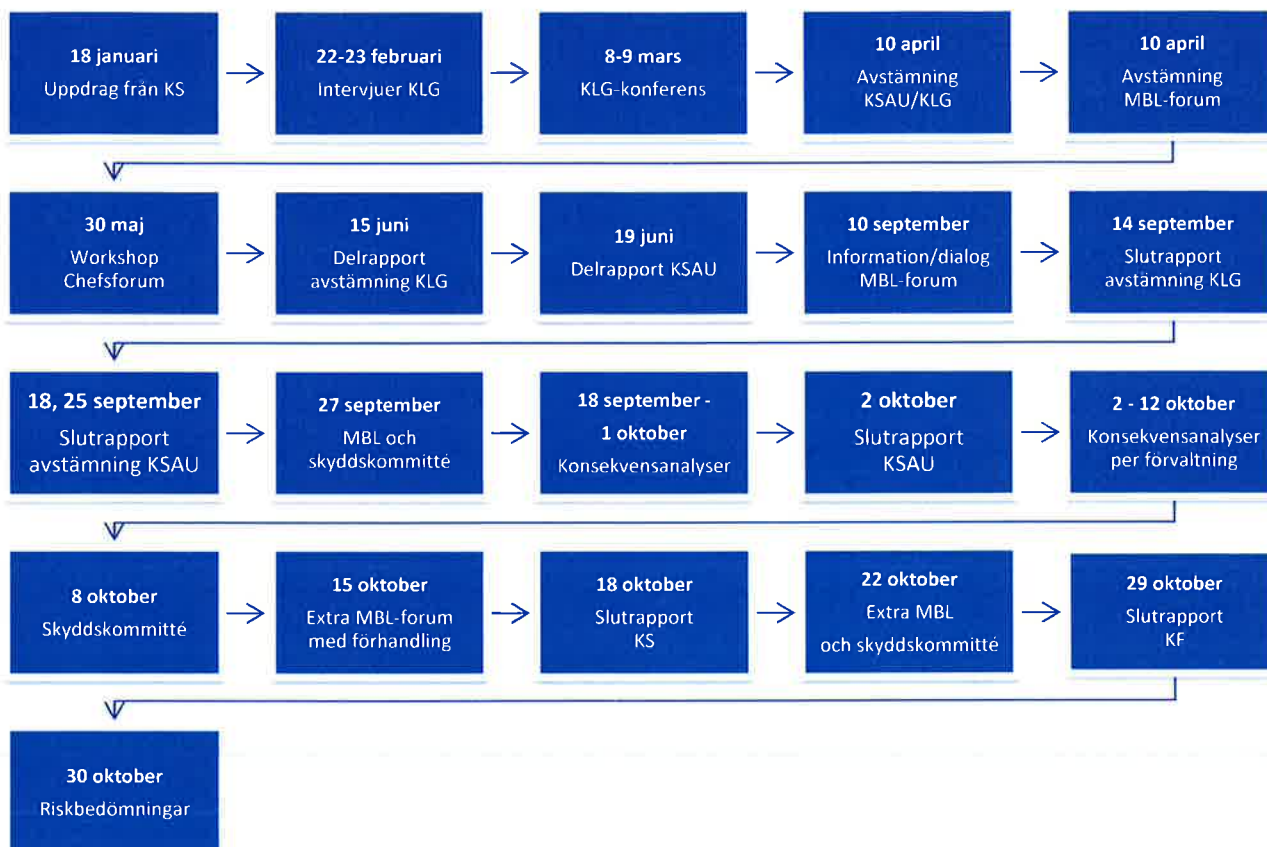 18 januari
Uppdrag från KS
22-23 februari
Intervjuer KLG
8-9 mars
KLG-konferens
10 april
Avstämning
KSAU/KLG
10 april
Avstämning
MBL-forum
30 maj
Workshop
Chefsforum
15 juni
Delrapport
avstämning KLG
19 juni
Delrapport KSAU
10 september
Information/dialog
MBL-forum
14 september
Slutrapport
avstämning KLG
18, 25 september
Slutrapport
avstämning KSAU
27 september
MBL och
skyddskommitté
18 september -
1 oktober
Konsekvensanalyser
2 oktober
Slutrapport
KSAU
2 - 12 oktober
Konsekvensanalyser
per förvaltning
8 oktober
Skyddskommitté
15 oktober
Extra MBL-forum
med förhandling
18 oktober
Slutrapport
KS
22 oktober
Extra MBL
och skyddskommitté
29 oktober
Slutrapport
KF
30 oktober
Riskbedömningar